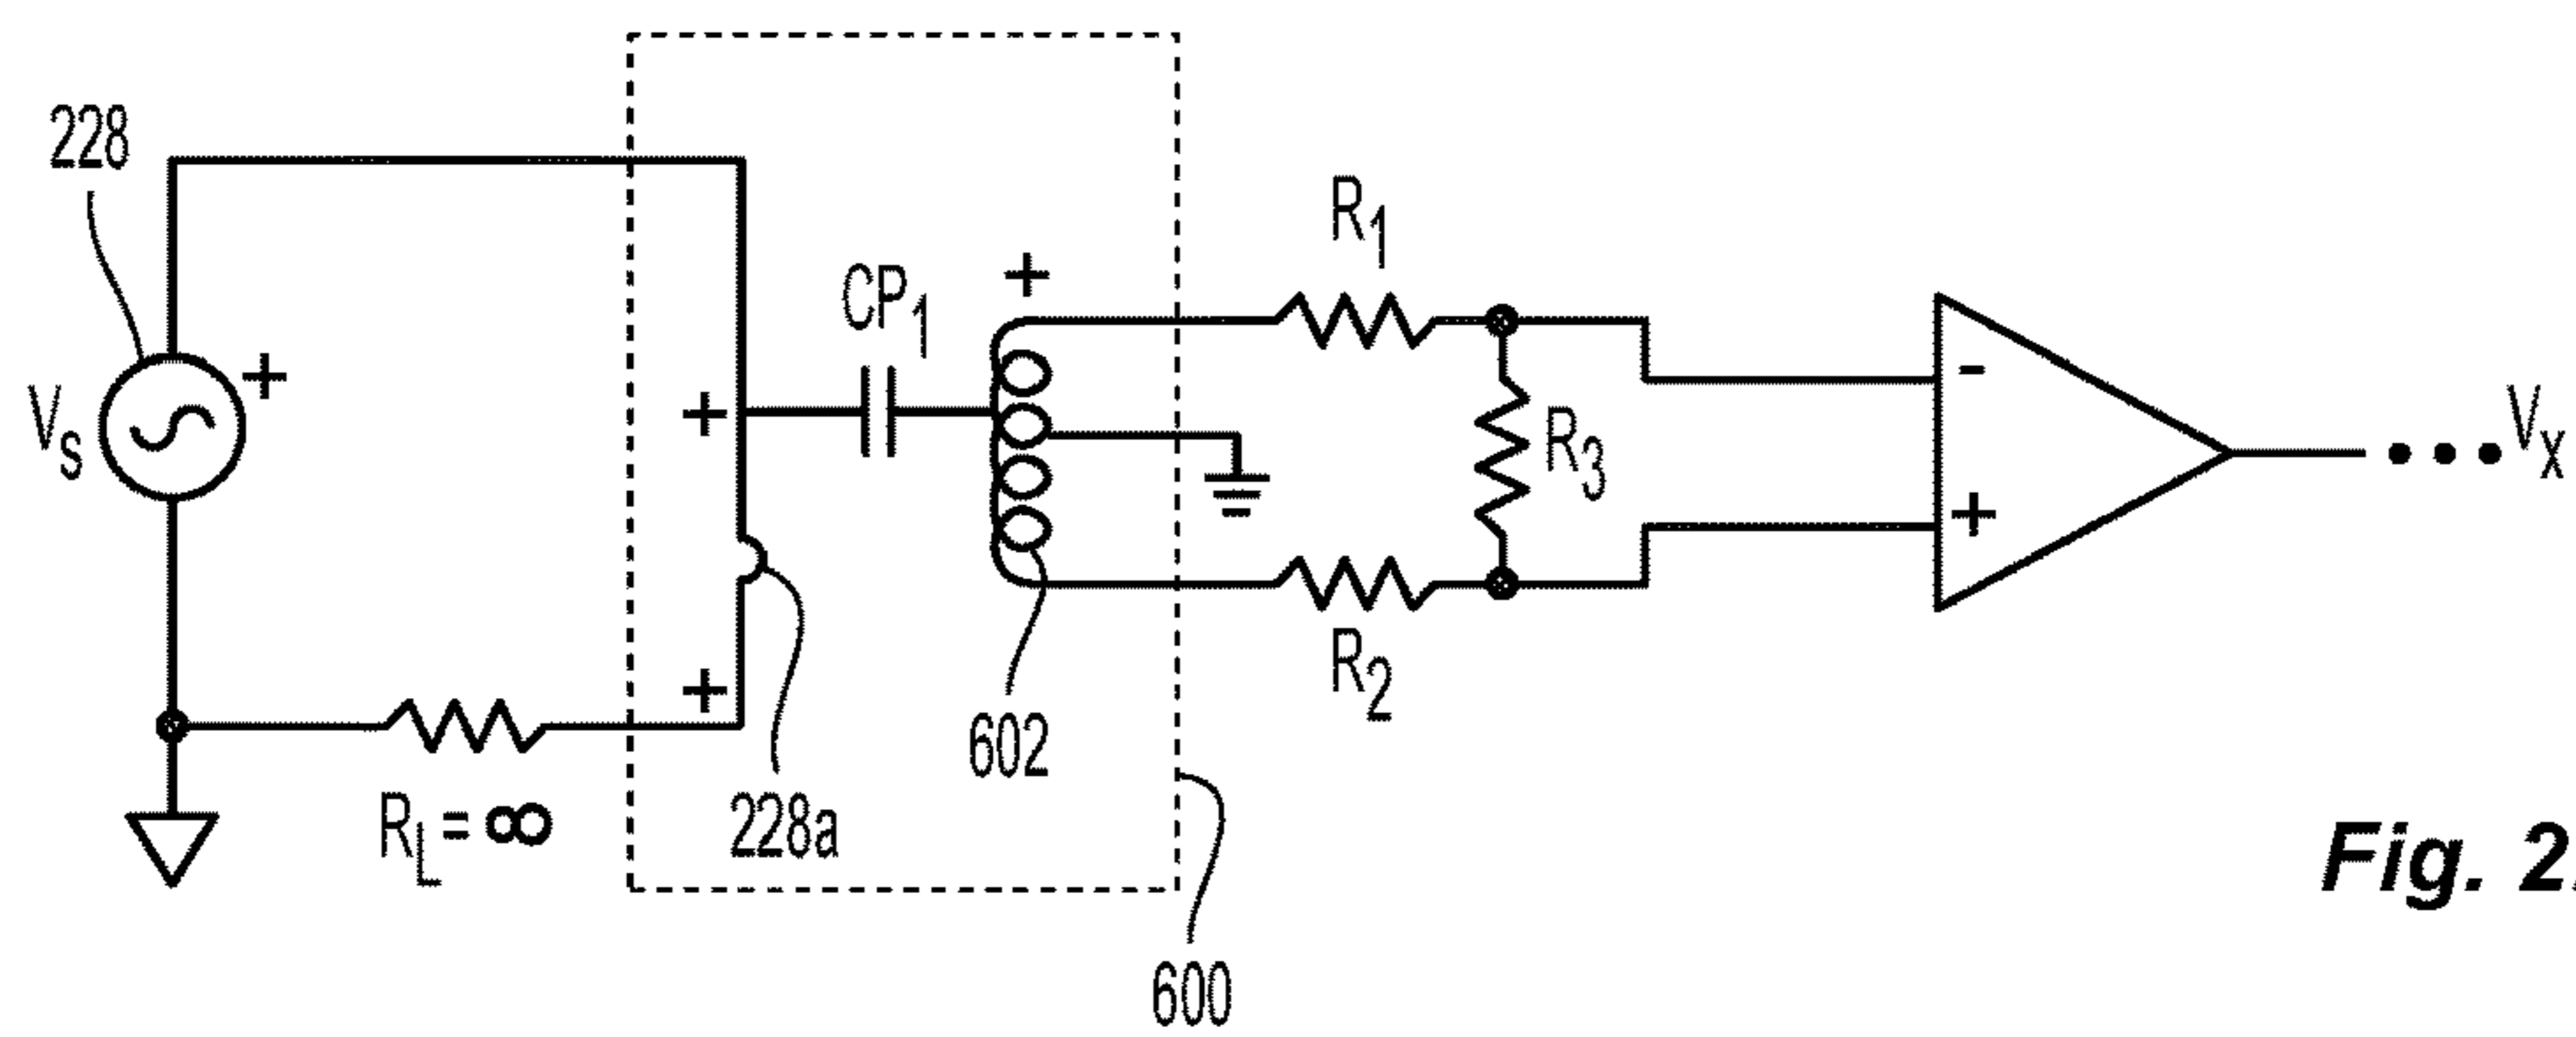 228
Vs
+
RL = ∞
+
+
228a
CP1
+
602
600
R1
R2
R3
-
+
Vx
Fig. 2